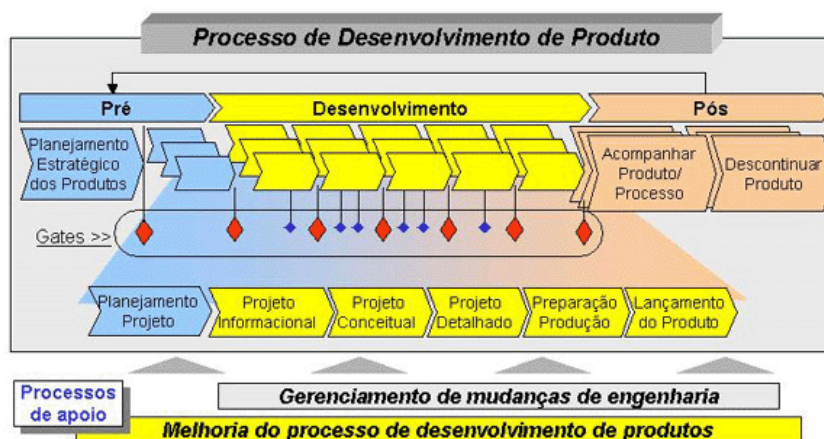 Processo de Desenvolvimento de Produto
Pré
Desenvolvimento
Pós
Planejamento
Estratégico
dos Produtos
Acompanhar
Produto/
Processo
Descontinuar
Produto
Gates >>
Planejamento
Projeto
Projeto
Informacional
Projeto
Conceitual
Projeto
Detalhado
Preparação
Produção
Lançamento
do Produto
Processos
de apoio
Gerenciamento de mudanças de engenharia
Melhoria do processo de desenvolvimento de produtos